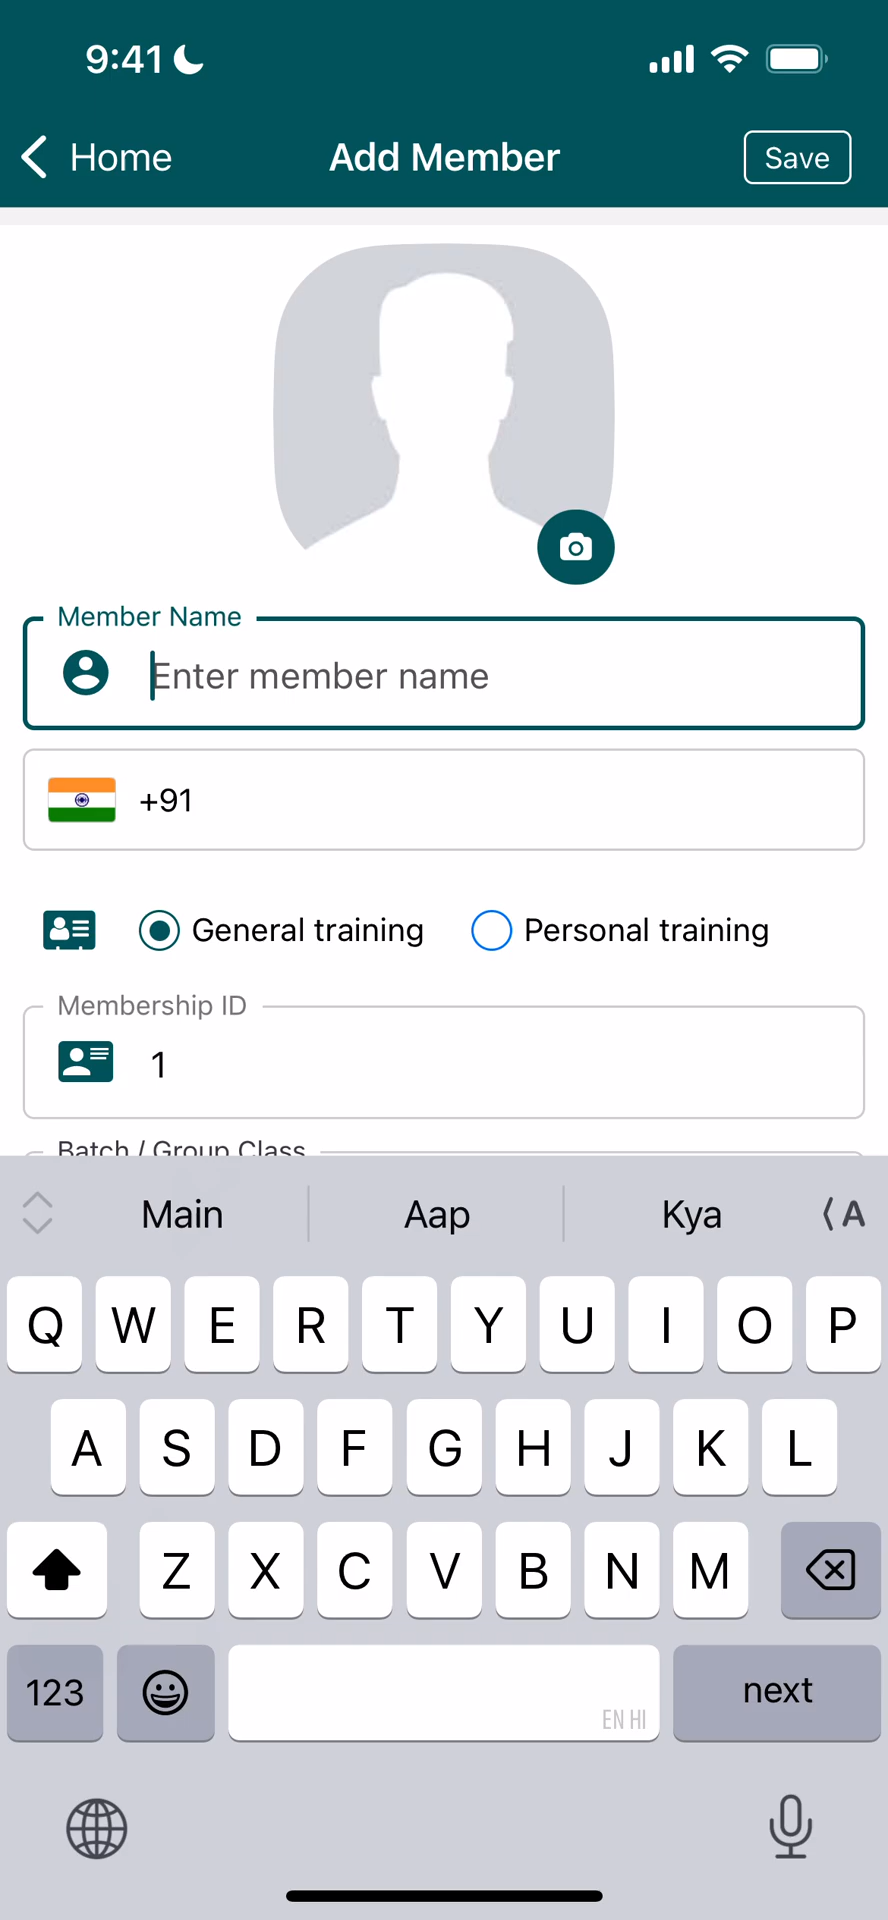 9:41
Home
Add Member
Save
Member Name
Enter member name
+91
General training
Personal training
Membership ID
1
Batch / Group Class
Main
Aap
Kya
A
Q W E R T Y U I O P
A S D F G H J K L
Z X C V B N M
123
EN HI
next